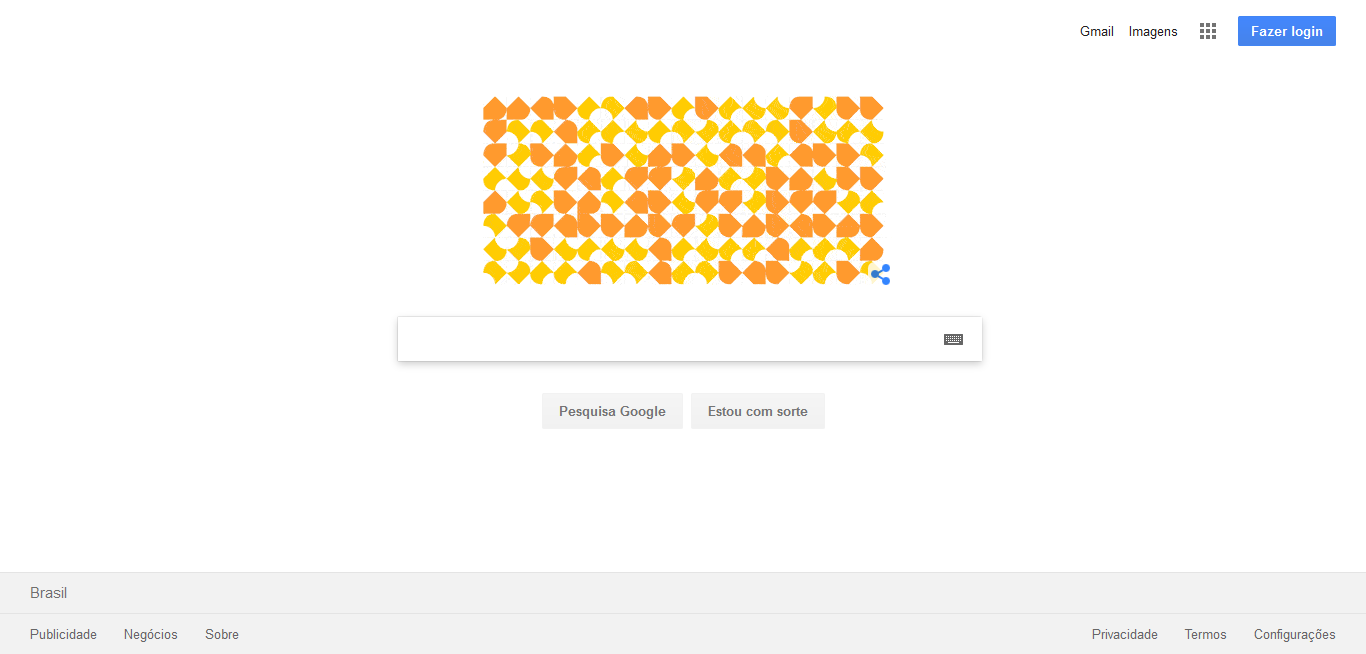 Gmail Imagens Fazer login
Pesquisa Google Estou com sorte
Brasil
Publicidade Negócios Sobre Privacidade Termos Configurações